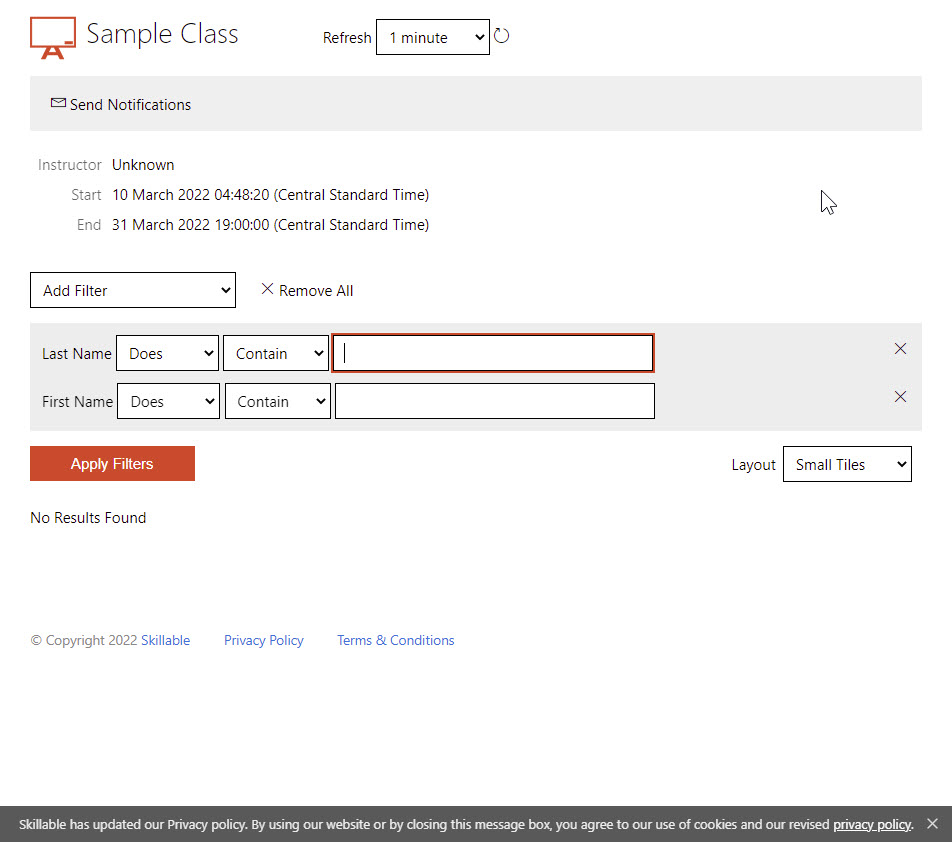 Sample Class
Refresh 1 minute
Send Notifications
Instructor Unknown
Start 10 March 2022 04:48:20 (Central Standard Time)
End 31 March 2022 19:00:00 (Central Standard Time)
Add Filter Remove All
Last Name Does Contain
First Name Does Contain
Apply Filters Layout Small Tiles
No Results Found
© Copyright 2022 Skillable Privacy Policy Terms & Conditions
Skillable has updated our Privacy policy. By using our website or by closing this message box, you agree to our use of cookies and our revised privacy policy.